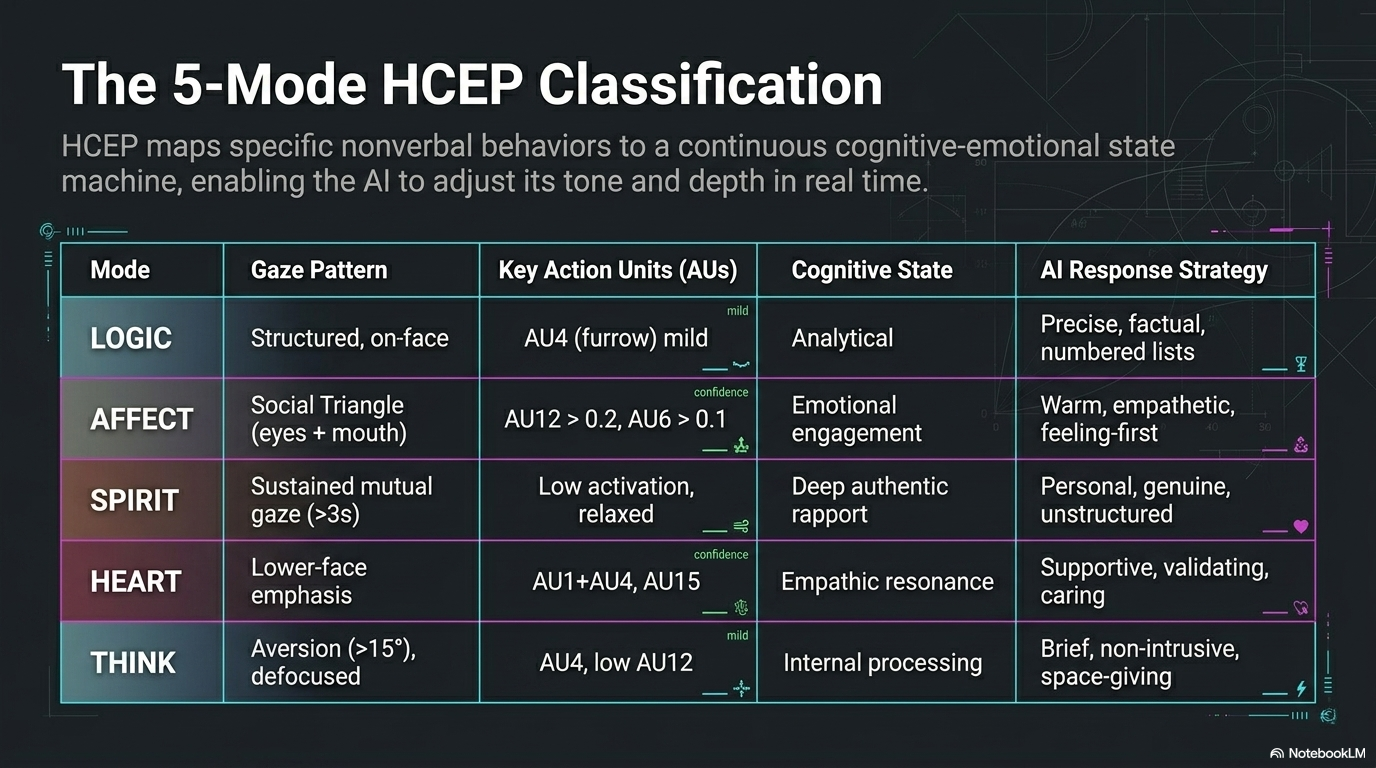 The 5-Mode HCEP Classification
HCEP maps specific nonverbal behaviors to a continuous cognitive-emotional state
machine, enabling the AI to adjust its tone and depth in real time.
Mode
Gaze Pattern
Key Action Units (AUs)
Cognitive State
AI Response Strategy
LOGIC
Structured, on-face
mild
AU4 (furrow) mild
Analytical
Precise, factual,
numbered lists
AFFECT
Social Triangle
(eyes + mouth)
confidence
AU12 > 0.2, AU6 > 0.1
Emotional
engagement
Warm, empathetic,
feeling-first
SPIRIT
Sustained mutual
gaze (>3s)
Low activation,
relaxed
Deep authentic
rapport
Personal, genuine,
unstructured
HEART
Lower-face
emphasis
confidence
AU1+AU4, AU15
Empathic resonance
Supportive, validating,
caring
THINK
Aversion (>15°),
defocused
mild
AU4, low AU12
Internal processing
Brief, non-intrusive,
space-giving
NotebookLM